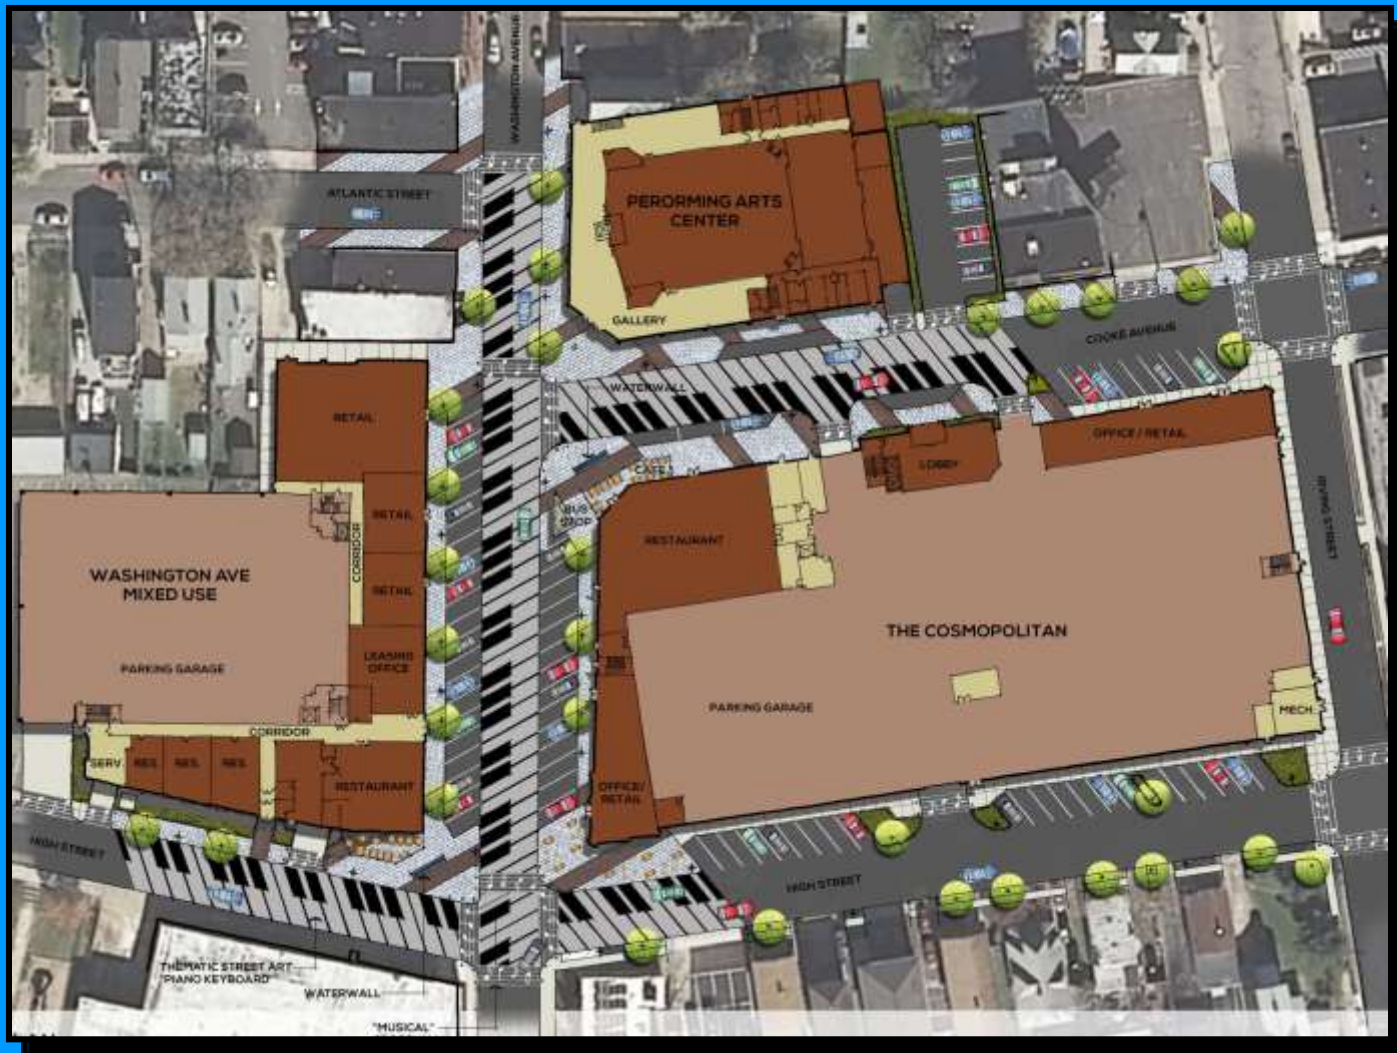 WASHINGTON AVENUE
ATLANTIC STREET
PERORMING ARTS
CENTER
GALLERY
COOKE AVENUE
WATERWALL
RETAIL
OFFICE / RETAIL
LOBBY
CAFE
BUS
STOP
RETAIL
CORRIDOR
RESTAURANT
IRVING STREET
WASHINGTON AVE
MIXED USE
RETAIL
THE COSMOPOLITAN
LEASING
OFFICE
PARKING GARAGE
PARKING GARAGE
MECH.
CORRIDOR
SERV.
RES.
RES.
RES.
RESTAURANT
OFFICE/
RETAIL
HIGH STREET
HIGH STREET
THEMATIC STREET ART
"PIANO KEYBOARD"
WATERWALL
"MUSICAL"